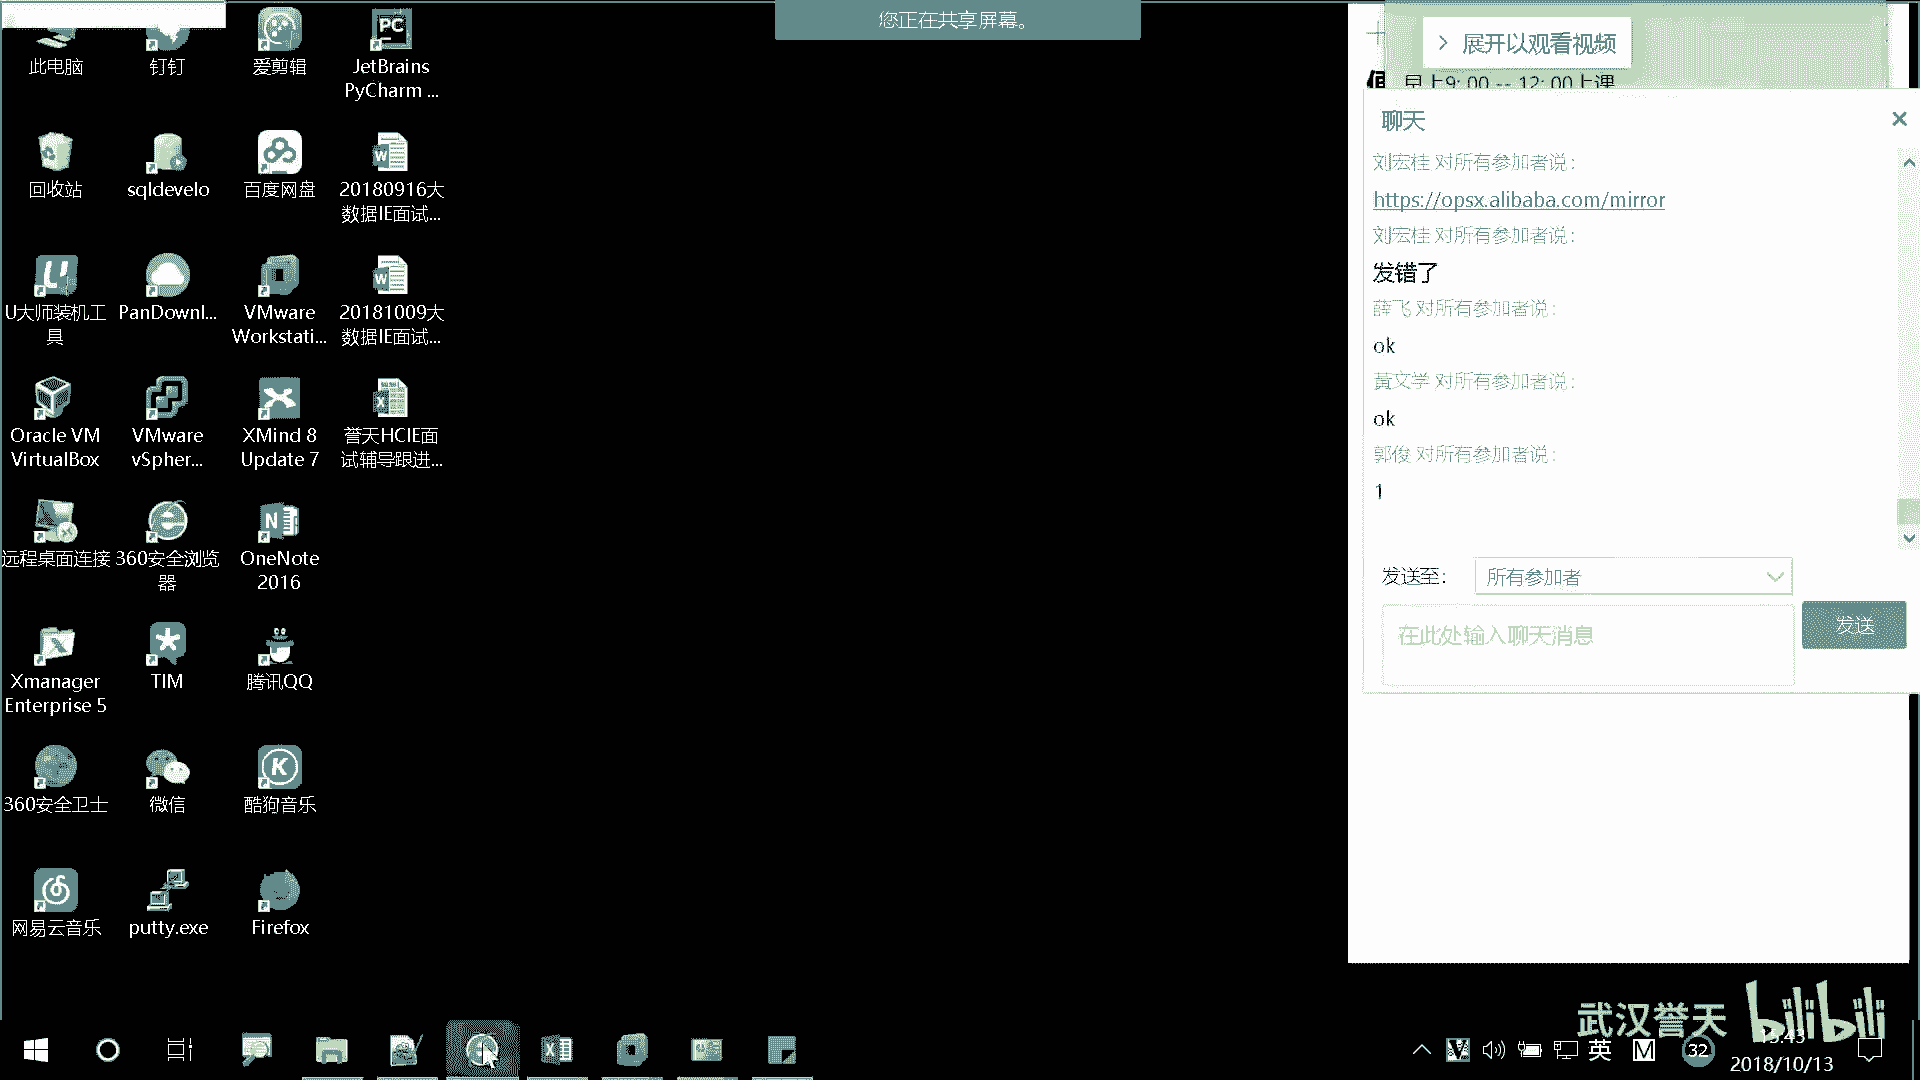 您正在共享屏幕。
此电脑
钉钉
爱剪辑
JetBrains
PyCharm ...
回收站
sqldevelo
百度网盘
20180916大
数据IE面试...
U大师装机工
具
PanDownl...
VMware
Workstati...
20181009大
数据IE面试...
Oracle VM
VirtualBox
VMware
vSpher...
XMind 8
Update 7
誉天HCIE面
试辅导跟进...
远程桌面连接
360安全浏览
器
OneNote
2016
Xmanager
Enterprise 5
TIM
腾讯QQ
360安全卫士
微信
酷狗音乐
网易云音乐
putty.exe
Firefox
展开以观看视频
早上9: 00 -- 12: 00上课
聊天
刘宏桂 对所有参加者说:
https://opsx.alibaba.com/mirror
刘宏桂 对所有参加者说:
发错了
薛飞 对所有参加者说:
ok
黄文学 对所有参加者说:
ok
郭俊 对所有参加者说:
1
发送至:
所有参加者
在此处输入聊天消息
发送
武汉誉天 bilibili
英
M
32
15:43
2018/10/13